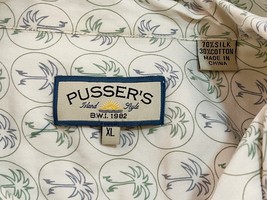 70% SILK
30% COTTON
MADE IN
CHINA
PUSSER'S
Island Style
B.W.I. 1982
XL